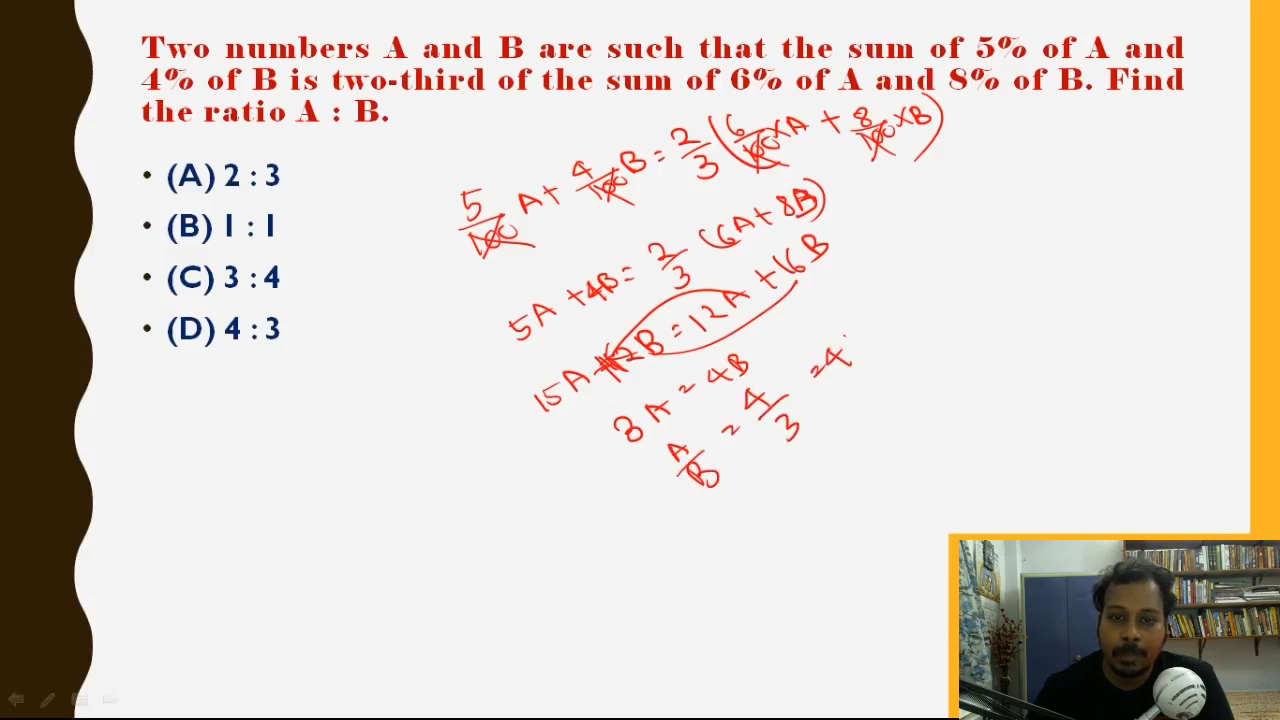 Two numbers A and B are such that the sum of 5% of A and
4% of B is two-third of the sum of 6% of A and 8% of B. Find
the ratio A : B.
• (A) 2 : 3
• (B) 1 : 1
• (C) 3 : 4
• (D) 4 : 3
5/100 A + 4/100 B = 2/3 (6/100 × A + 8/100 × B)
5A + 4B = 2/3 (6A + 8B)
15A + 12B = 12A + 16B
3A = 4B
A/B = 4/3 = 4